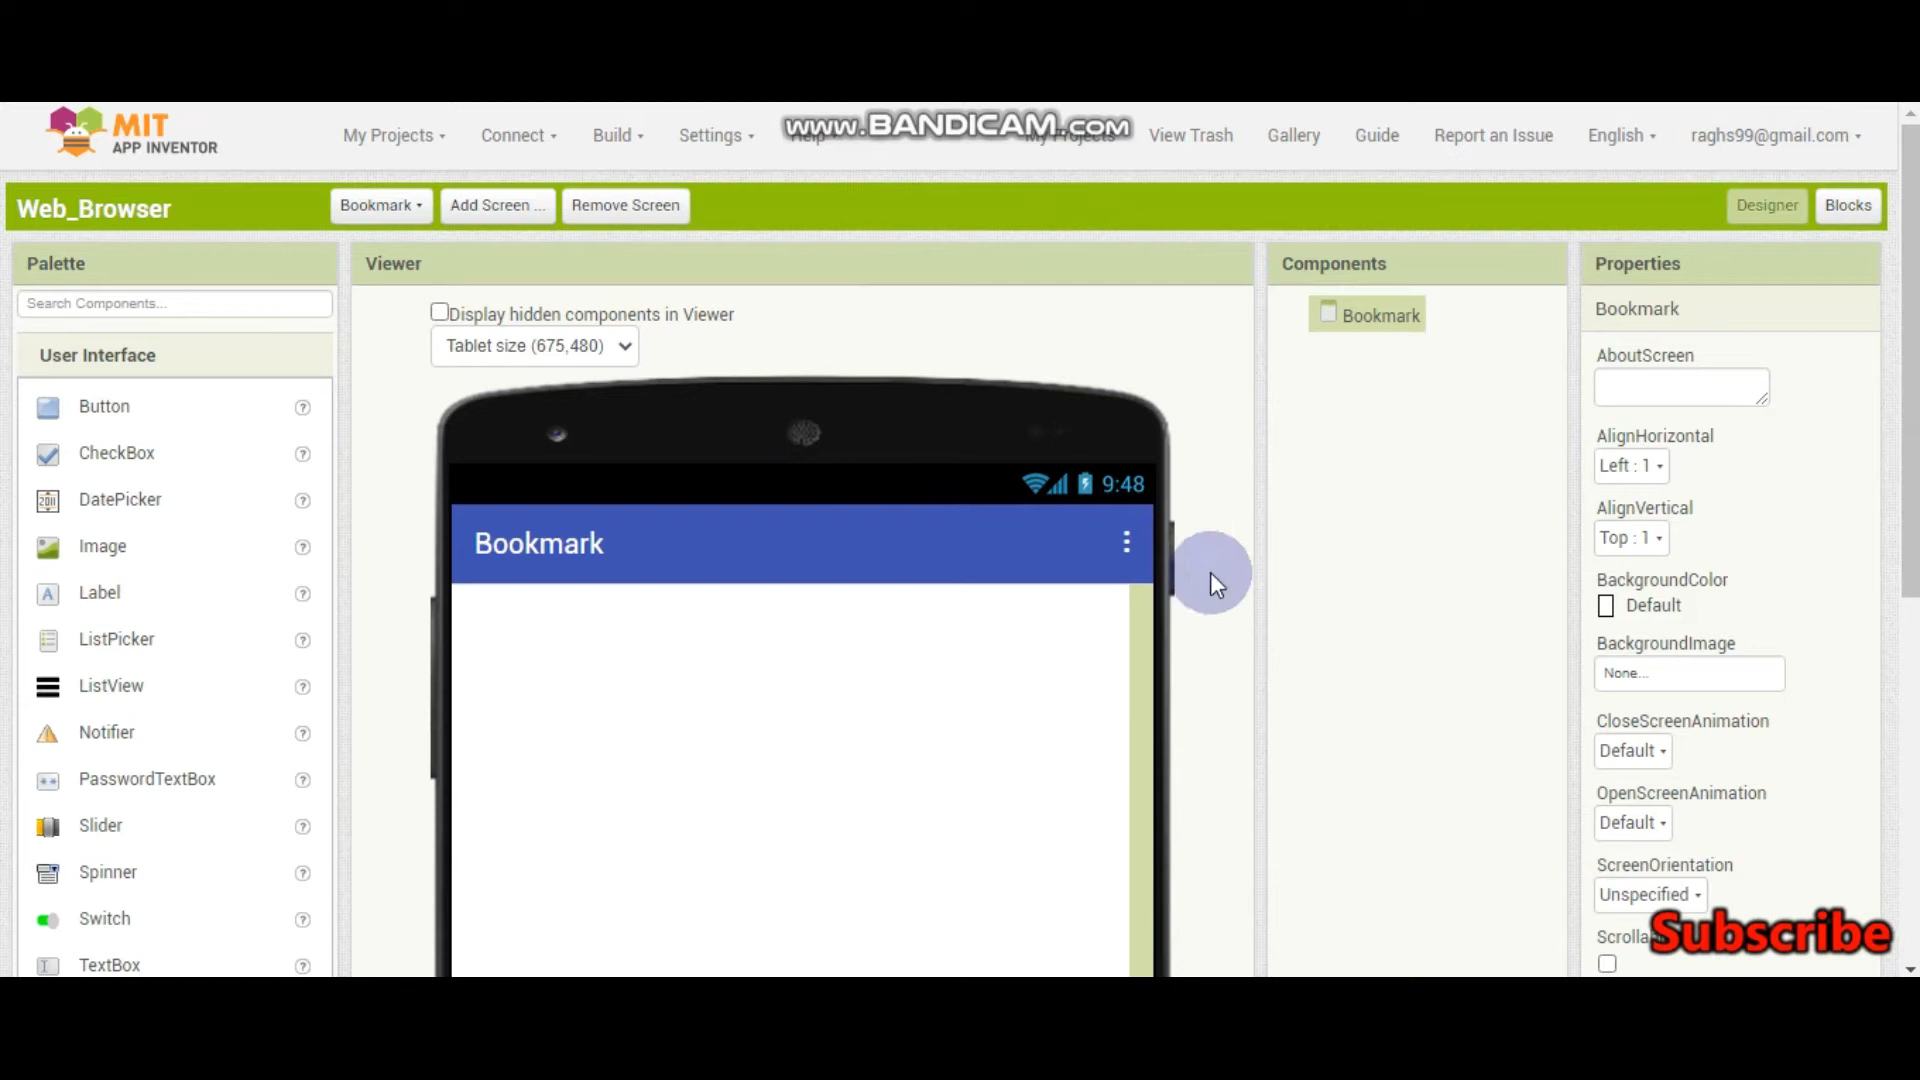 MIT
APP INVENTOR
My Projects
Connect
Build
Settings
Help
www.BANDICAM.com
My Projects
View Trash
Gallery
Guide
Report an Issue
English
raghs99@gmail.com
Web_Browser
Bookmark
Add Screen ...
Remove Screen
Designer
Blocks
Palette
Search Components...
User Interface
Button
CheckBox
DatePicker
2011
Image
A Label
ListPicker
ListView
Notifier
PasswordTextBox
Slider
Spinner
Switch
TextBox
Viewer
Display hidden components in Viewer
Tablet size (675,480)
9:48
Bookmark
Components
Bookmark
Properties
Bookmark
AboutScreen
AlignHorizontal
Left : 1
AlignVertical
Top : 1
BackgroundColor
Default
BackgroundImage
None...
CloseScreenAnimation
Default
OpenScreenAnimation
Default
ScreenOrientation
Unspecified
Subscribe